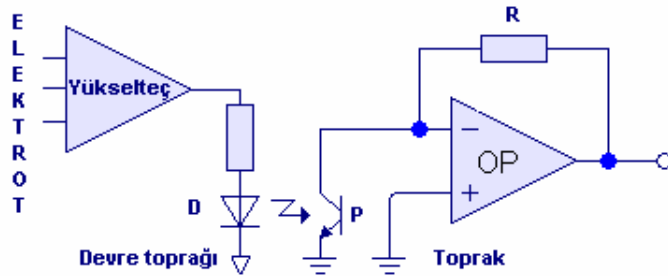 ELEKTROT
Yükselteç
R
OP
−
+
D
P
Devre toprağı
Toprak